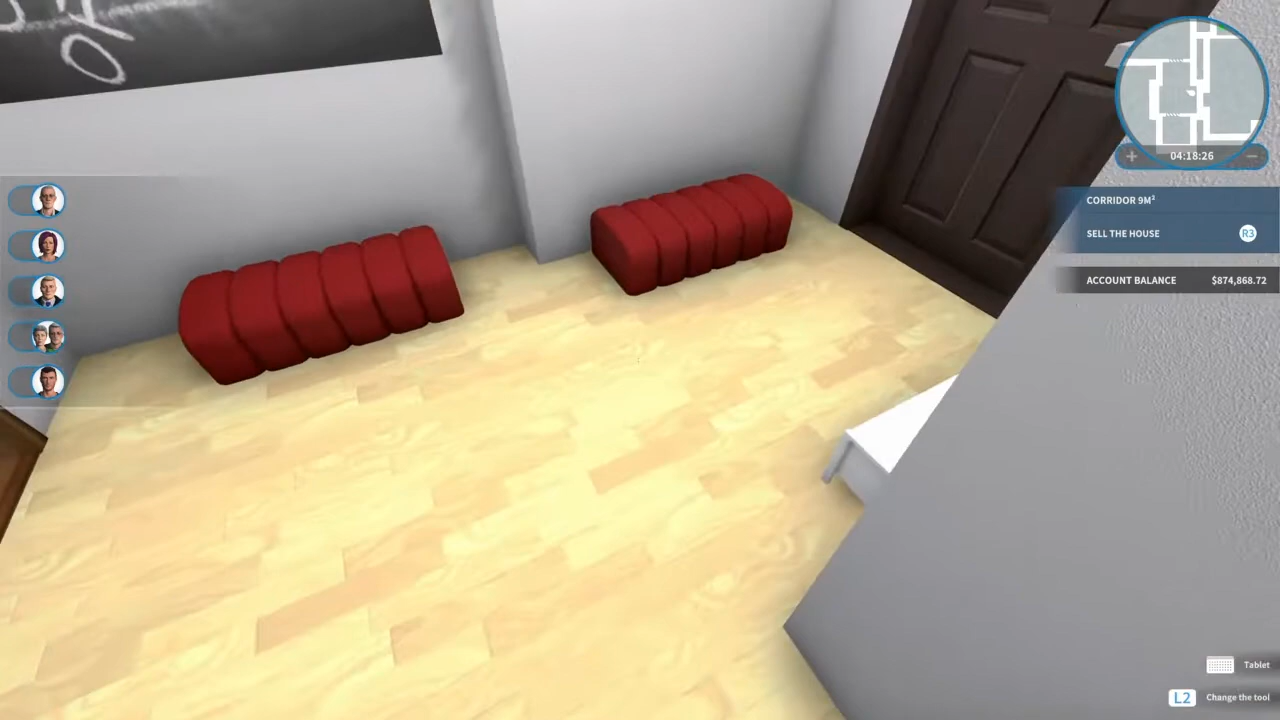 04:18:26
CORRIDOR 9M²
SELL THE HOUSE R3
ACCOUNT BALANCE $874,868.72
Tablet
L2 Change the tool